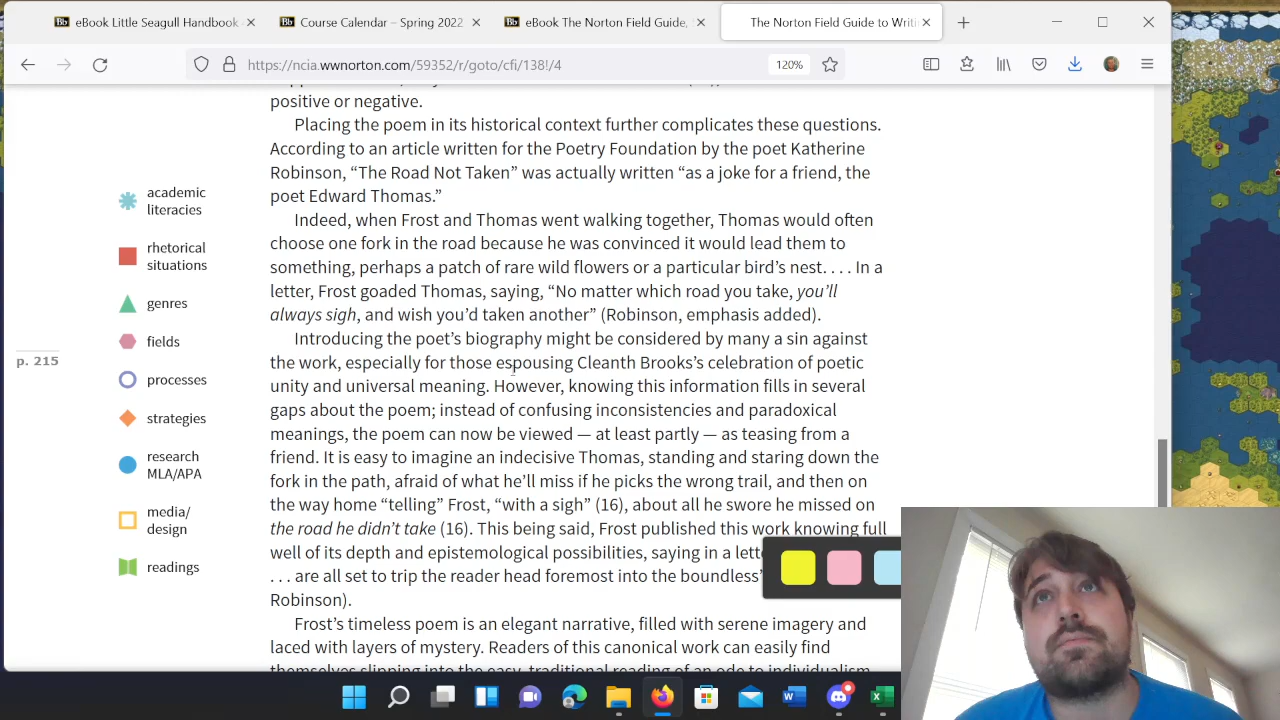 eBook Little Seagull Handbook
Course Calendar – Spring 2022
eBook The Norton Field Guide,
The Norton Field Guide to Writi
https://ncia.wwnorton.com/59352/r/goto/cfi/138!/4
120%
positive or negative.
Placing the poem in its historical context further complicates these questions.
According to an article written for the Poetry Foundation by the poet Katherine
Robinson, “The Road Not Taken” was actually written “as a joke for a friend, the
poet Edward Thomas.”
Indeed, when Frost and Thomas went walking together, Thomas would often
choose one fork in the road because he was convinced it would lead them to
something, perhaps a patch of rare wild flowers or a particular bird’s nest. . . . In a
letter, Frost goaded Thomas, saying, “No matter which road you take, you’ll
always sigh, and wish you’d taken another” (Robinson, emphasis added).
Introducing the poet’s biography might be considered by many a sin against
the work, especially for those espousing Cleanth Brooks’s celebration of poetic
unity and universal meaning. However, knowing this information fills in several
gaps about the poem; instead of confusing inconsistencies and paradoxical
meanings, the poem can now be viewed — at least partly — as teasing from a
friend. It is easy to imagine an indecisive Thomas, standing and staring down the
fork in the path, afraid of what he’ll miss if he picks the wrong trail, and then on
the way home “telling” Frost, “with a sigh” (16), about all he swore he missed on
the road he didn’t take (16). This being said, Frost published this work knowing full
well of its depth and epistemological possibilities, saying in a
. . . are all set to trip the reader head foremost into the boundless’
Robinson).
Frost’s timeless poem is an elegant narrative, filled with serene imagery and
laced with layers of mystery. Readers of this canonical work can easily find
themselves slipping into the easy, traditional reading of an ode to individualism
academic
literacies
rhetorical
situations
genres
fields
processes
strategies
research
MLA/APA
media/
design
readings
p. 215